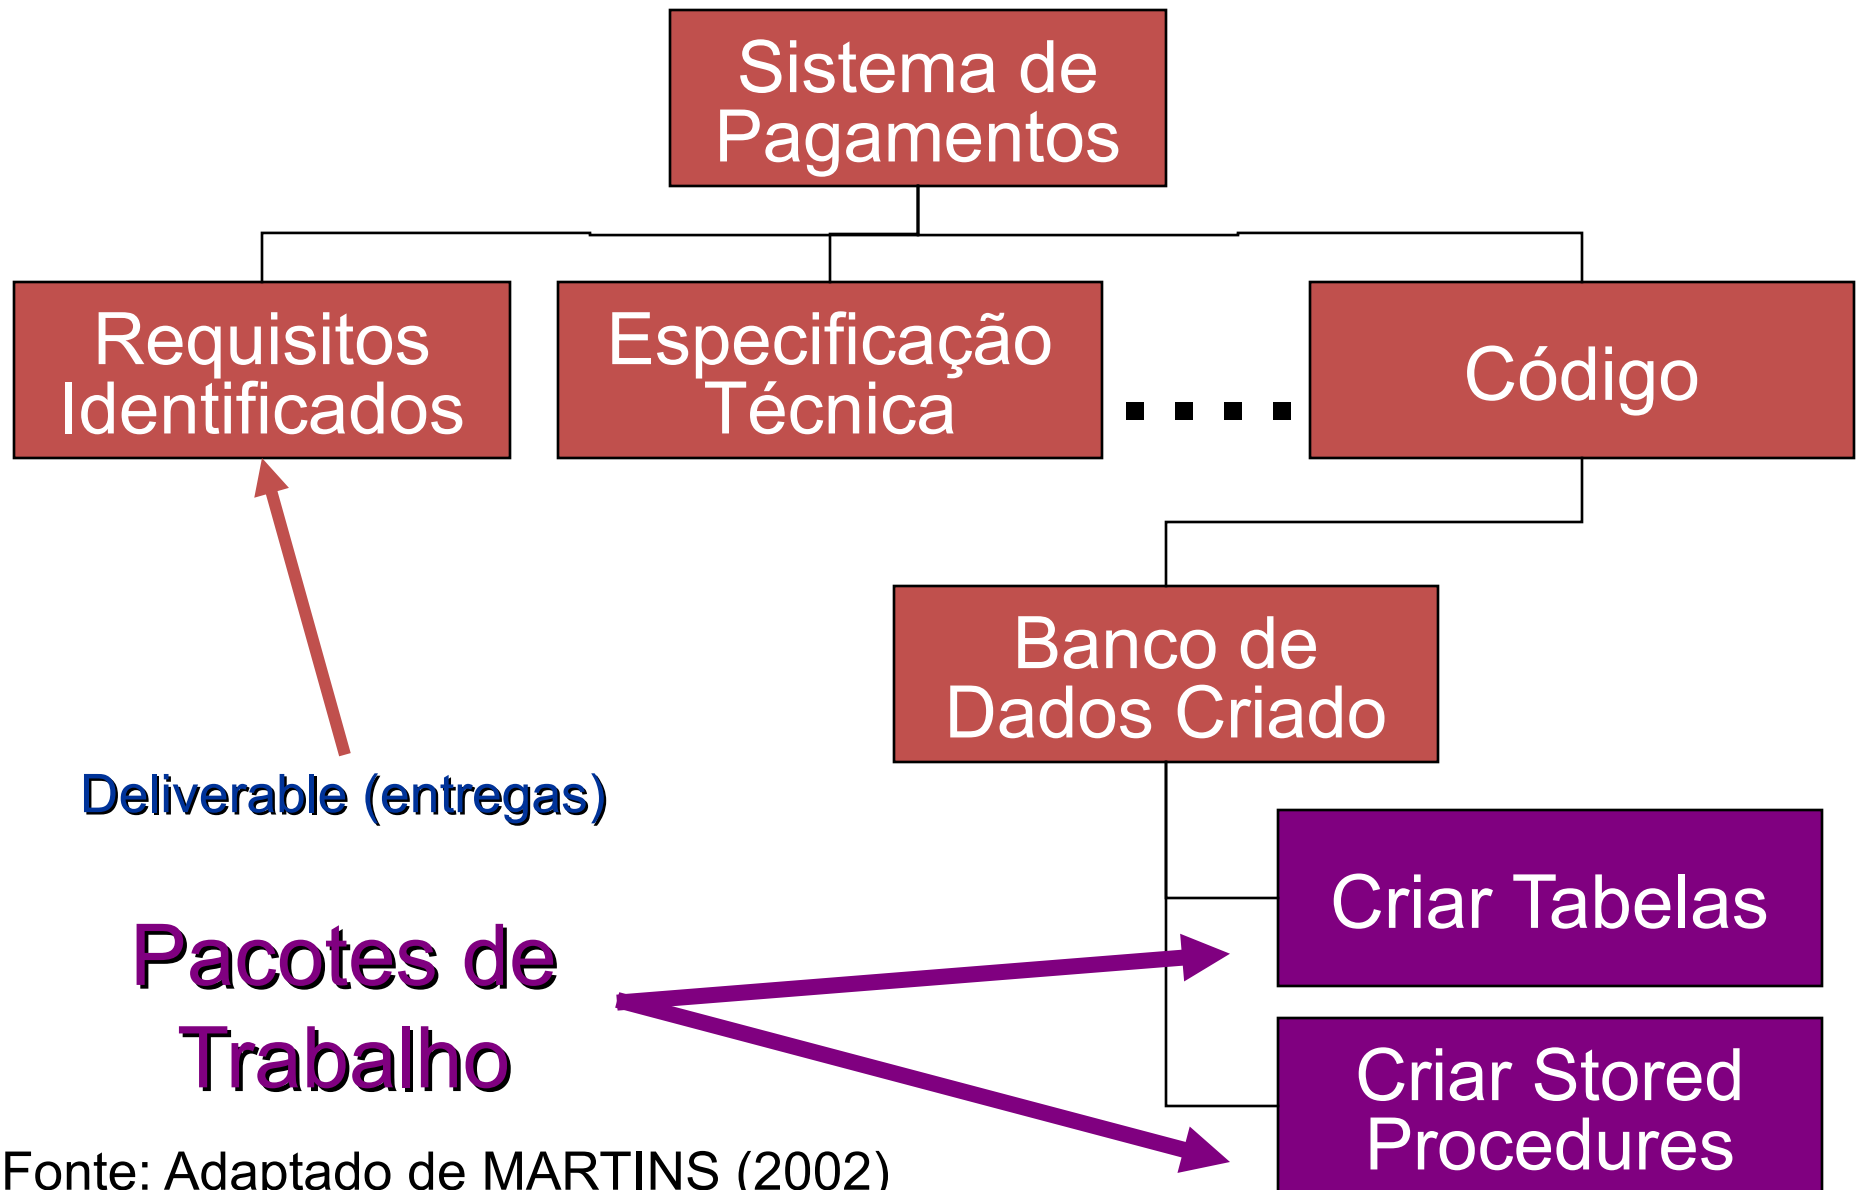 Sistema de
Pagamentos
Requisitos
Identificados
Especificação
Técnica
Código
Banco de
Dados Criado
Deliverable (entregas)
Criar Tabelas
Pacotes de
Trabalho
Criar Stored
Procedures
Fonte: Adaptado de MARTINS (2002)